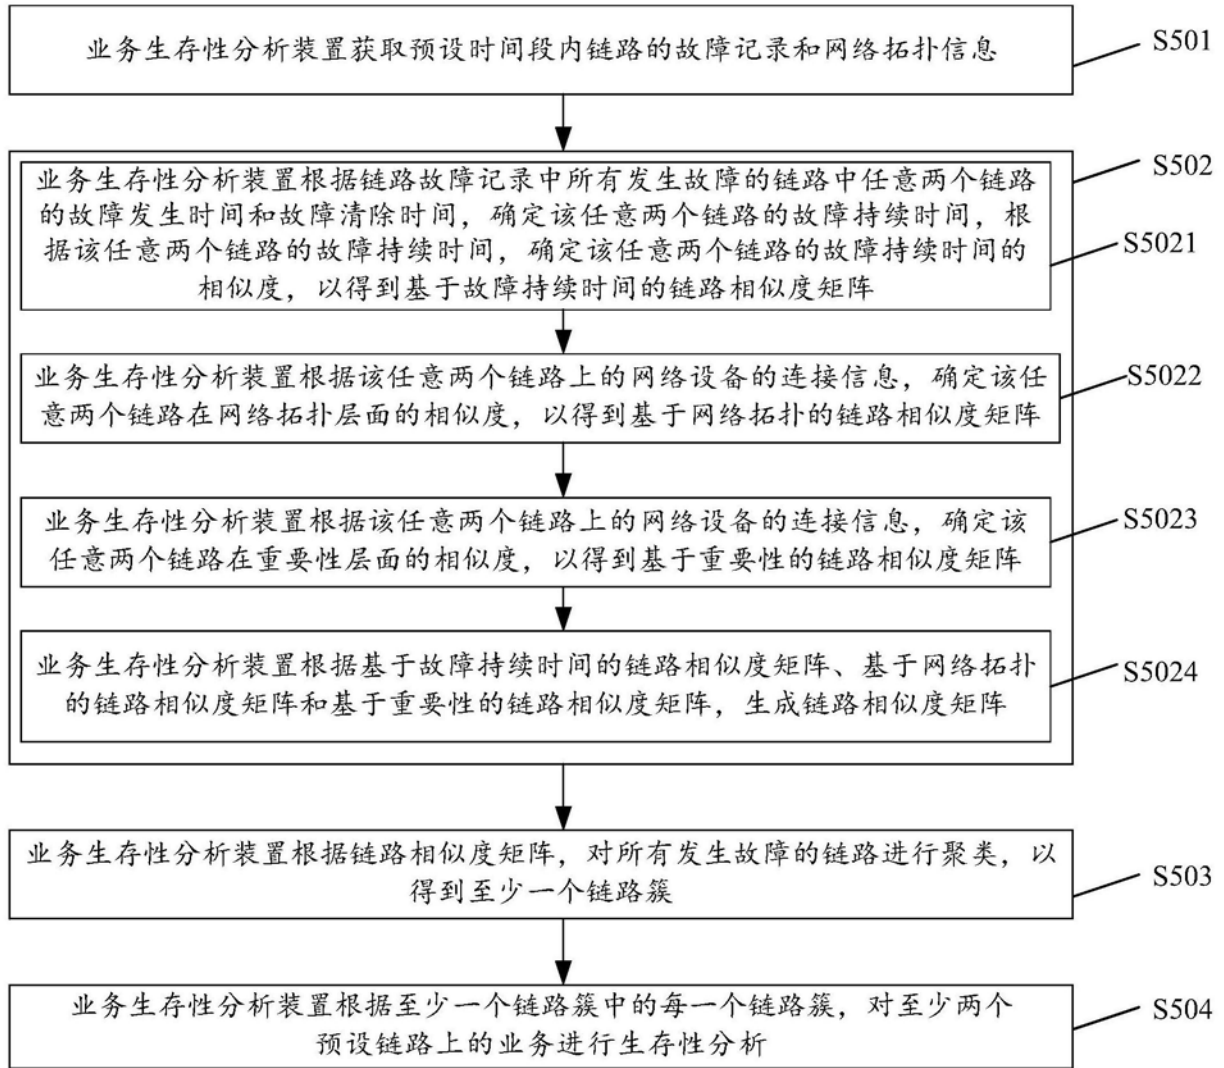 业务生存性分析装置获取预设时间段内链路的故障记录和网络拓扑信息
S501
业务生存性分析装置根据链路故障记录中所有发生故障的链路中任意两个链路
的故障发生时间和故障清除时间，确定该任意两个链路的故障持续时间，根
据该任意两个链路的故障持续时间，确定该任意两个链路的故障持续时间的
相似度，以得到基于故障持续时间的链路相似度矩阵
S502
S5021
业务生存性分析装置根据该任意两个链路上的网络设备的连接信息，确定该任
意两个链路在网络拓扑层面的相似度，以得到基于网络拓扑的链路相似度矩阵
S5022
业务生存性分析装置根据该任意两个链路上的网络设备的连接信息，确定该
任意两个链路在重要性层面的相似度，以得到基于重要性的链路相似度矩阵
S5023
业务生存性分析装置根据基于故障持续时间的链路相似度矩阵、基于网络拓扑
的链路相似度矩阵和基于重要性的链路相似度矩阵，生成链路相似度矩阵
S5024
业务生存性分析装置根据链路相似度矩阵，对所有发生故障的链路进行聚类，以
得到至少一个链路簇
S503
业务生存性分析装置根据至少一个链路簇中的每一个链路簇，对至少两个
预设链路上的业务进行生存性分析
S504